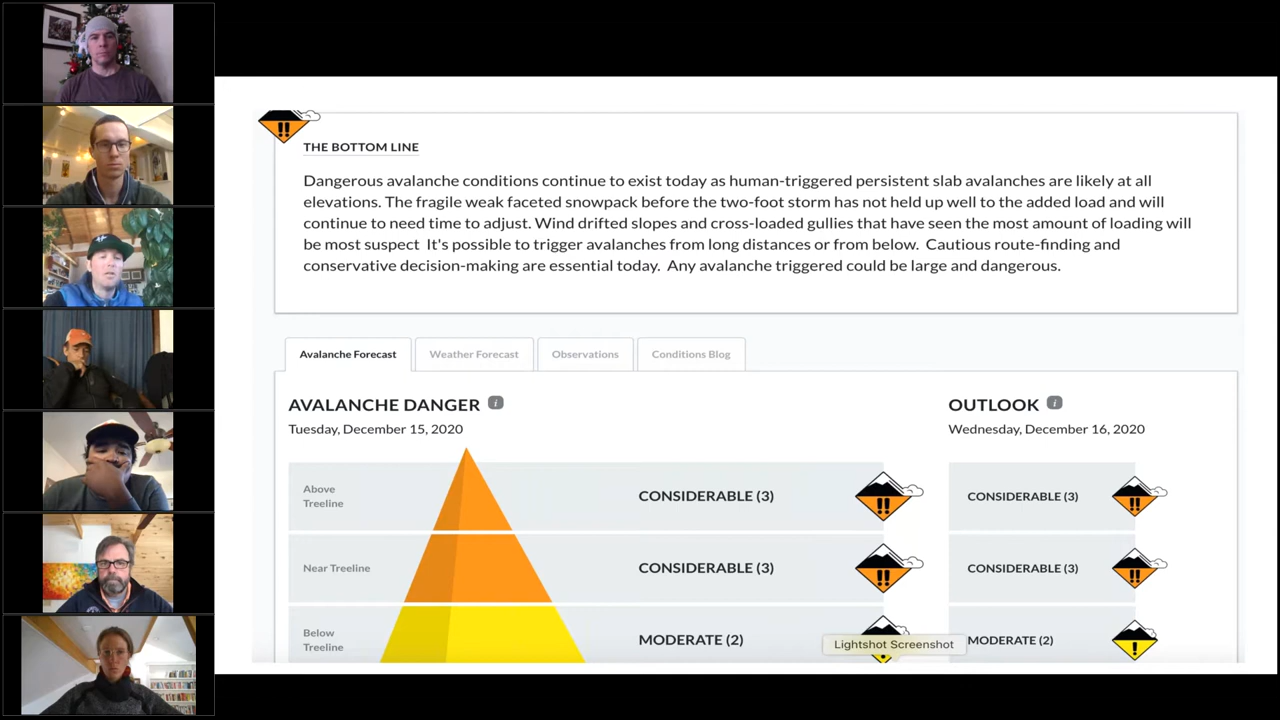 THE BOTTOM LINE
Dangerous avalanche conditions continue to exist today as human-triggered persistent slab avalanches are likely at all
elevations. The fragile weak faceted snowpack before the two-foot storm has not held up well to the added load and will
continue to need time to adjust. Wind drifted slopes and cross-loaded gullies that have seen the most amount of loading will
be most suspect  It's possible to trigger avalanches from long distances or from below.  Cautious route-finding and
conservative decision-making are essential today.  Any avalanche triggered could be large and dangerous.
Avalanche Forecast
Weather Forecast
Observations
Conditions Blog
AVALANCHE DANGER i
Tuesday, December 15, 2020
OUTLOOK i
Wednesday, December 16, 2020
Above
Treeline
CONSIDERABLE (3)
CONSIDERABLE (3)
Near Treeline
CONSIDERABLE (3)
CONSIDERABLE (3)
Below
Treeline
MODERATE (2)
Lightshot Screenshot
MODERATE (2)